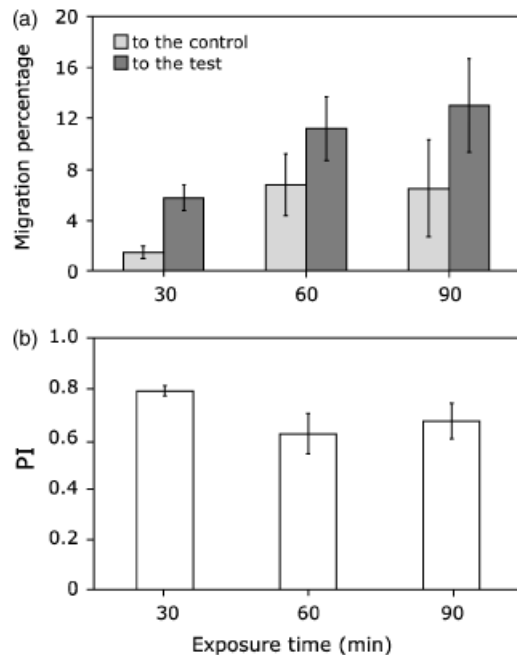 (a)
20
16
12
8
4
0
Migration percentage
to the control
to the test
30 60 90
(b)
1.0
0.8
0.6
0.4
0.2
0
PI
30 60 90
Exposure time (min)